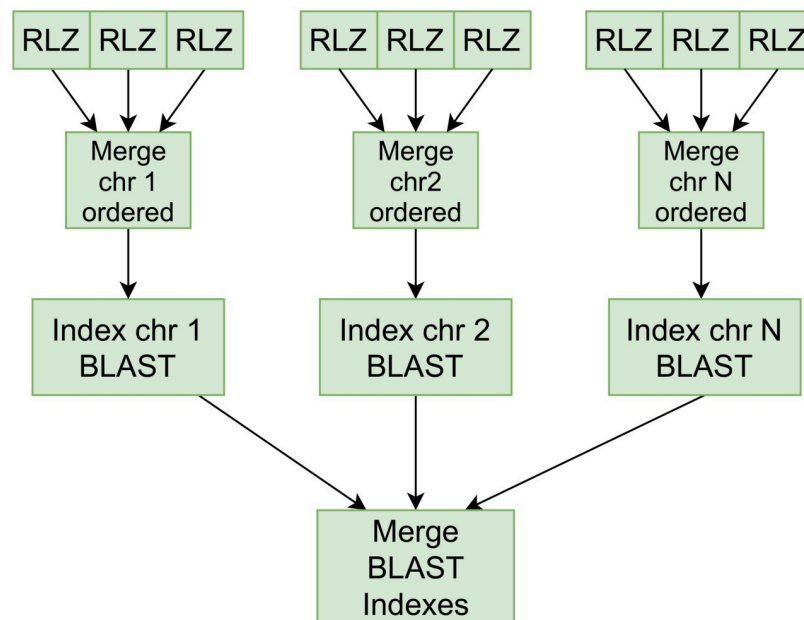 RLZ RLZ RLZ RLZ RLZ RLZ RLZ RLZ RLZ
Merge
chr 1
ordered
Merge
chr2
ordered
Merge
chr N
ordered
Index chr 1
BLAST
Index chr 2
BLAST
Index chr N
BLAST
Merge
BLAST
Indexes